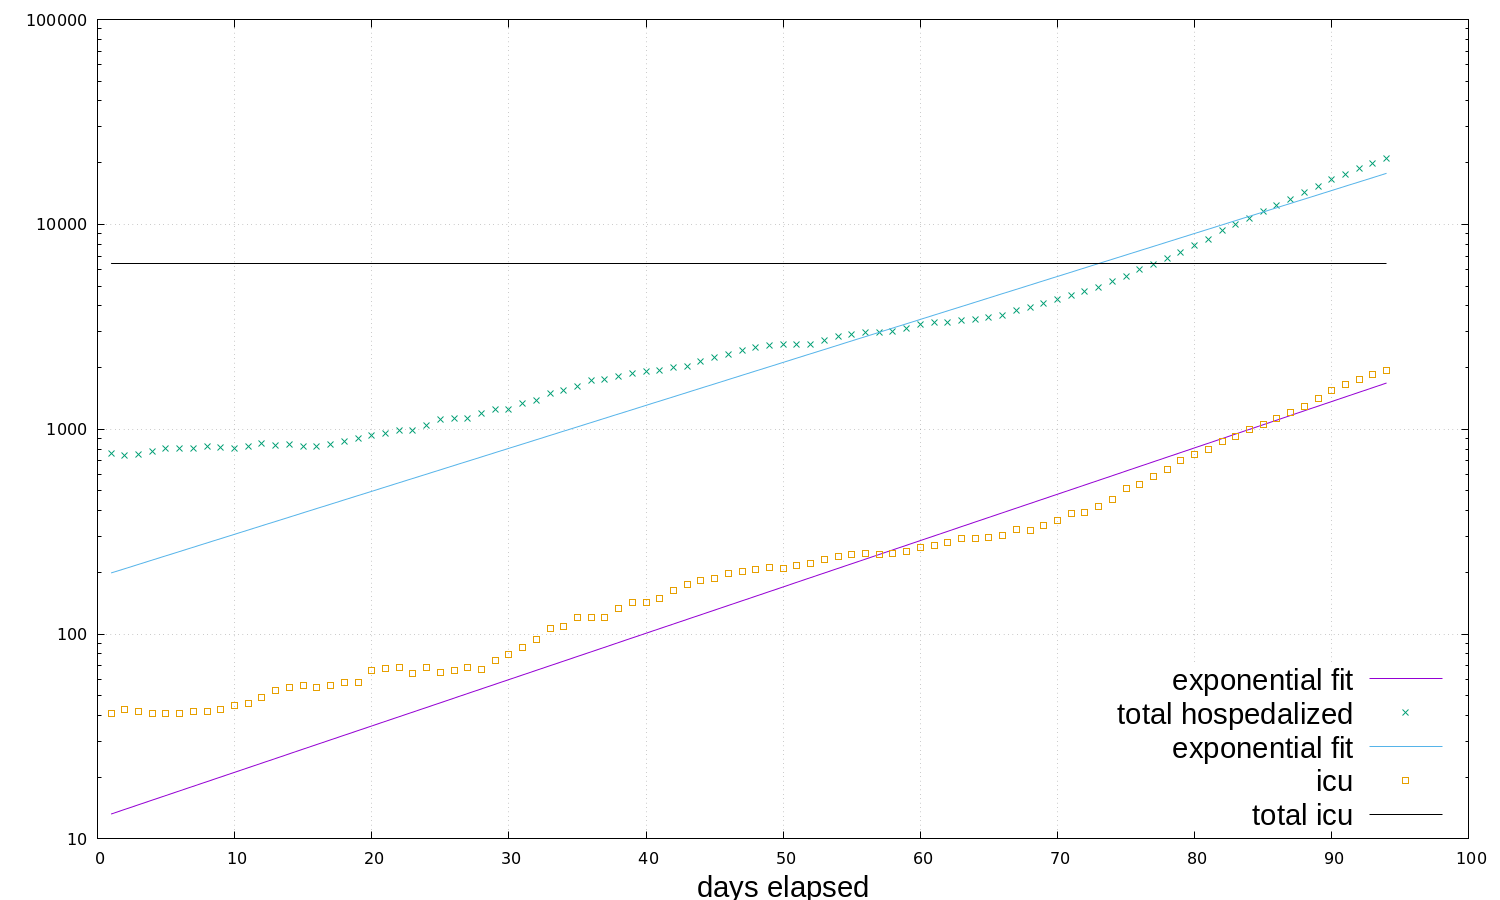 100000
10000
1000
100
10
0 10 20 30 40 50 60 70 80 90 100
days elapsed
exponential fit
total hospedalized
exponential fit
icu
total icu